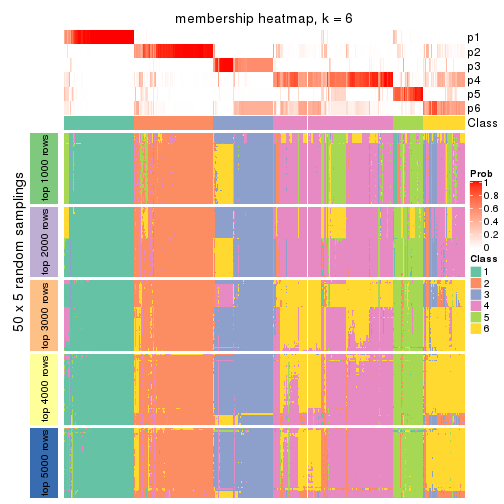 membership heatmap, k = 6
p1
p2
p3
p4
p5
p6
Class
50 x 5 random samplings
top 1000 rows
top 2000 rows
top 3000 rows
top 4000 rows
top 5000 rows
Prob
1
0.8
0.6
0.4
0.2
0
Class
1
2
3
4
5
6